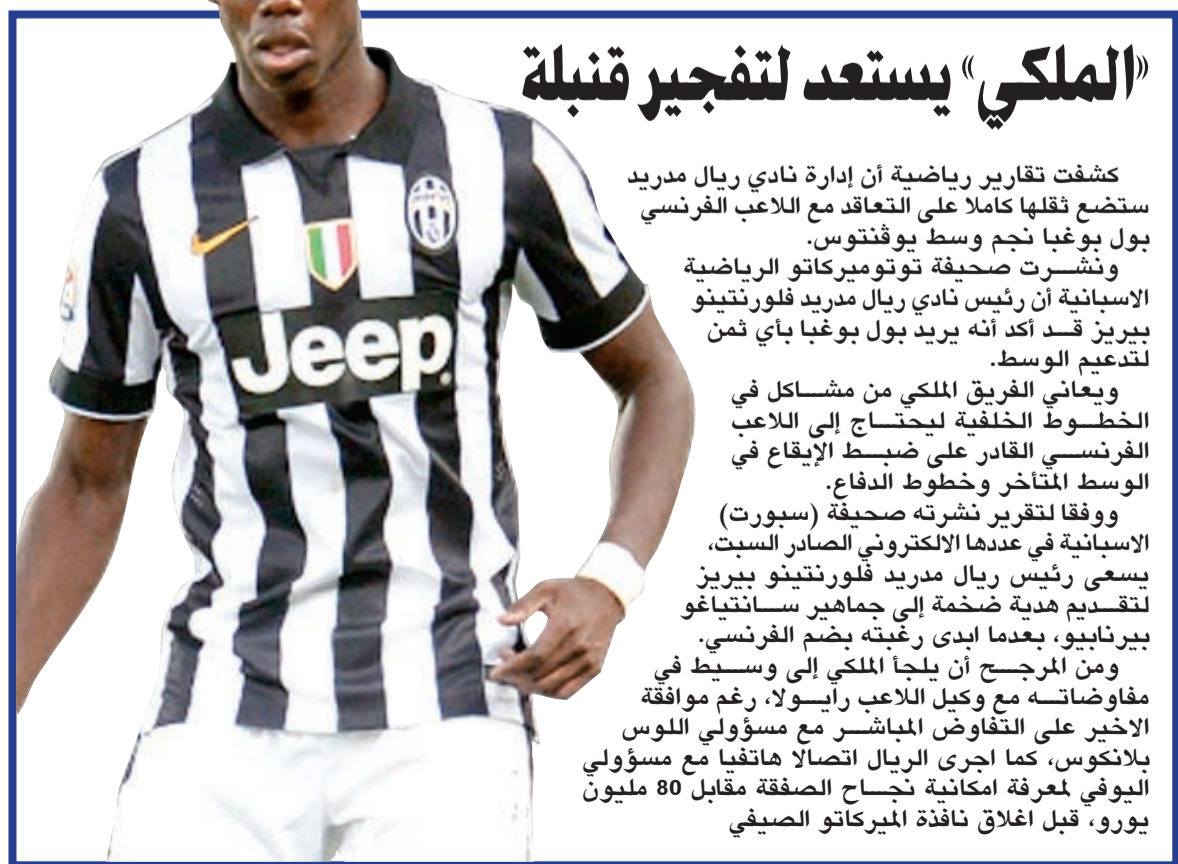 «الملكي» يستعد لتفجير قنبلة
كشفت تقارير رياضية أن إدارة نادي ريال مدريد
ستضع ثقلها كاملا على التعاقد مع اللاعب الفرنسي
بول بوغبا نجم وسط يوڤنتوس.
ونشرت صحيفة توتوميركاتو الرياضية
الاسبانية أن رئيس نادي ريال مدريد فلورنتينو
بيريز قد أكد أنه يريد بول بوغبا بأي ثمن
لتدعيم الوسط.
ويعاني الفريق الملكي من مشاكل في
الخطوط الخلفية ليحتاج إلى اللاعب
الفرنسي القادر على ضبط الإيقاع في
الوسط المتأخر وخطوط الدفاع.
ووفقا لتقرير نشرته صحيفة (سبورت)
الاسبانية في عددها الالكتروني الصادر السبت،
يسعى رئيس ريال مدريد فلورنتينو بيريز
لتقديم هدية ضخمة إلى جماهير سانتياغو
بيرنابيو، بعدما ابدى رغبته بضم الفرنسي.
ومن المرجح أن يلجأ الملكي إلى وسيط في
مفاوضاته مع وكيل اللاعب رايولا، رغم موافقة
الاخير على التفاوض المباشر مع مسؤولي اللوس
بلانكوس، كما اجرى الريال اتصالا هاتفيا مع مسؤولي
اليوفي لمعرفة امكانية نجاح الصفقة مقابل 80 مليون
يورو، قبل اغلاق نافذة الميركاتو الصيفي
Jeep